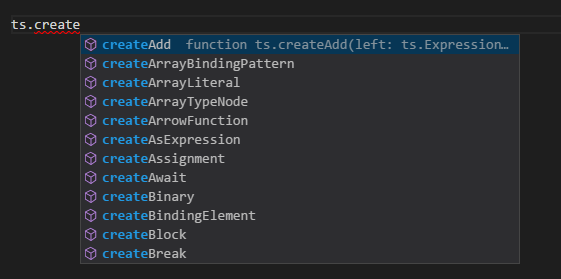 ts.create
createAdd function ts.createAdd(left: ts.Expression…
createArrayBindingPattern
createArrayLiteral
createArrayTypeNode
createArrowFunction
createAsExpression
createAssignment
createAwait
createBinary
createBindingElement
createBlock
createBreak